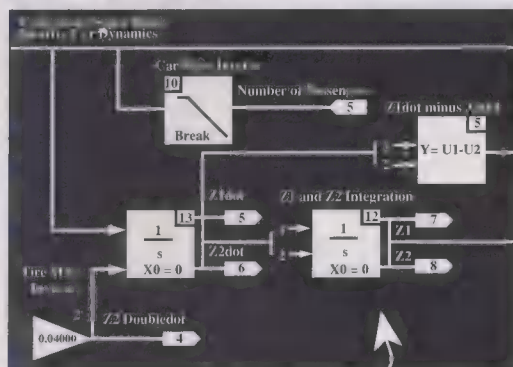 Dynamics
Car
10
Break
Number of
5
Z1dot minus
5
Y= U1-U2
Z1dot
13
1
s
X0 = 0
5
Z2dot
6
Z1 and Z2 Integration
12
1
s
X0 = 0
7
Z1
Z2
8
0.04000
Z2 Doubledot
4